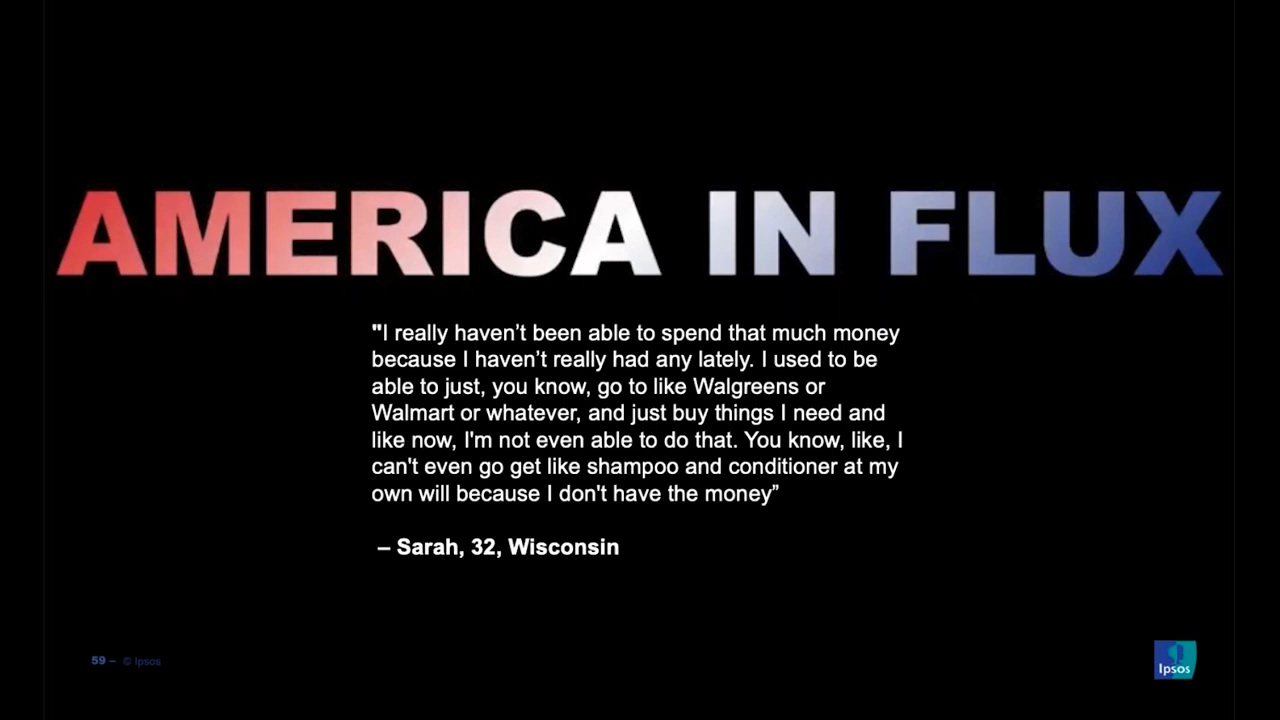 AMERICA IN FLUX
"I really haven’t been able to spend that much money
because I haven’t really had any lately. I used to be
able to just, you know, go to like Walgreens or
Walmart or whatever, and just buy things I need and
like now, I'm not even able to do that. You know, like, I
can't even go get like shampoo and conditioner at my
own will because I don't have the money”
– Sarah, 32, Wisconsin
59 – © Ipsos
Ipsos